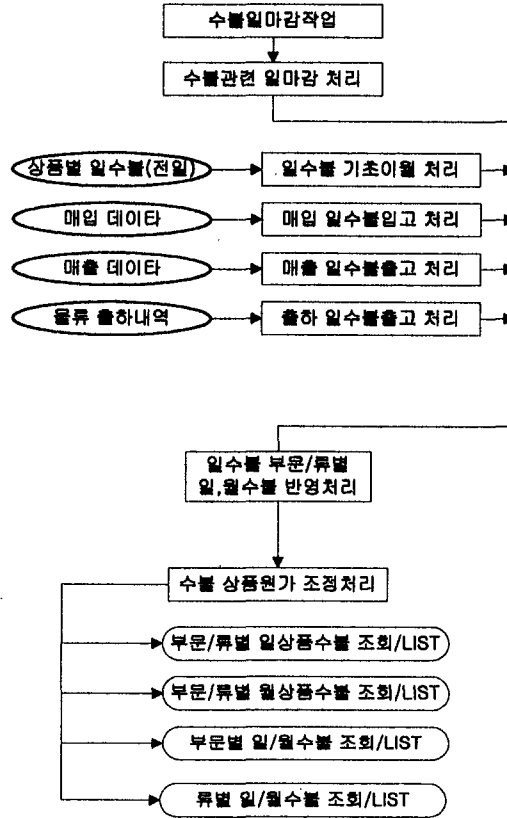 수불일마감작업
수불관련 일마감 처리
상품별 일수불(전일)
일수불 기초이월 처리
매입 데이타
매입 일수불입고 처리
매출 데이타
매출 일수불출고 처리
물류 출하내역
출하 일수불출고 처리
일수불 부문/류별
일,월수불 반영처리
수불 상품원가 조정처리
부문/류별 일상품수불 조회/LIST
부문/류별 월상품수불 조회/LIST
부문별 일/월수불 조회/LIST
류별 일/월수불 조회/LIST